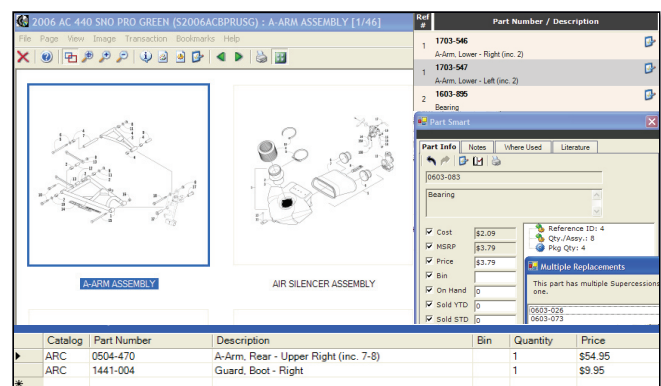 2006 AC 440 SNO PRO GREEN (S2006ACBPRUSG) : A-ARM ASSEMBLY [1/46]
File Page View Image Transaction Bookmarks Help
A-ARM ASSEMBLY
AIR SILENCER ASSEMBLY
Ref # Part Number / Description
1 1703-546
A-Arm, Lower - Right (inc. 2)
1 1703-547
A-Arm, Lower - Left (inc. 2)
2 1603-895
Bearing
Part Smart
Part Info Notes Where Used Literature
0603-083
Bearing
Cost $2.09
MSRP $3.79
Price $3.79
Bin
On Hand 0
Sold YTD 0
Sold STD 0
Reference ID: 4
Qty./Assy.: 8
Pkg Qty: 4
Multiple Replacements
This part has multiple Supercessions
one.
0603-026
0603-073
Catalog Part Number Description Bin Quantity Price
ARC 0504-470 A-Arm, Rear - Upper Right (inc. 7-8) 1 $54.95
ARC 1441-004 Guard, Boot - Right 1 $9.95